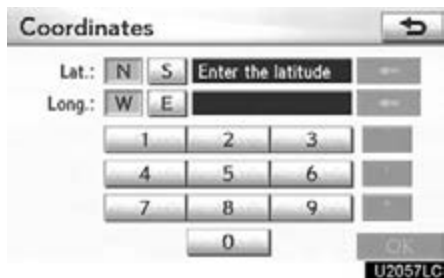 Coordinates
Lat.: N S Enter the latitude
Long.: W E
1 2 3
4 5 6
7 8 9
0 OK
U2057LC